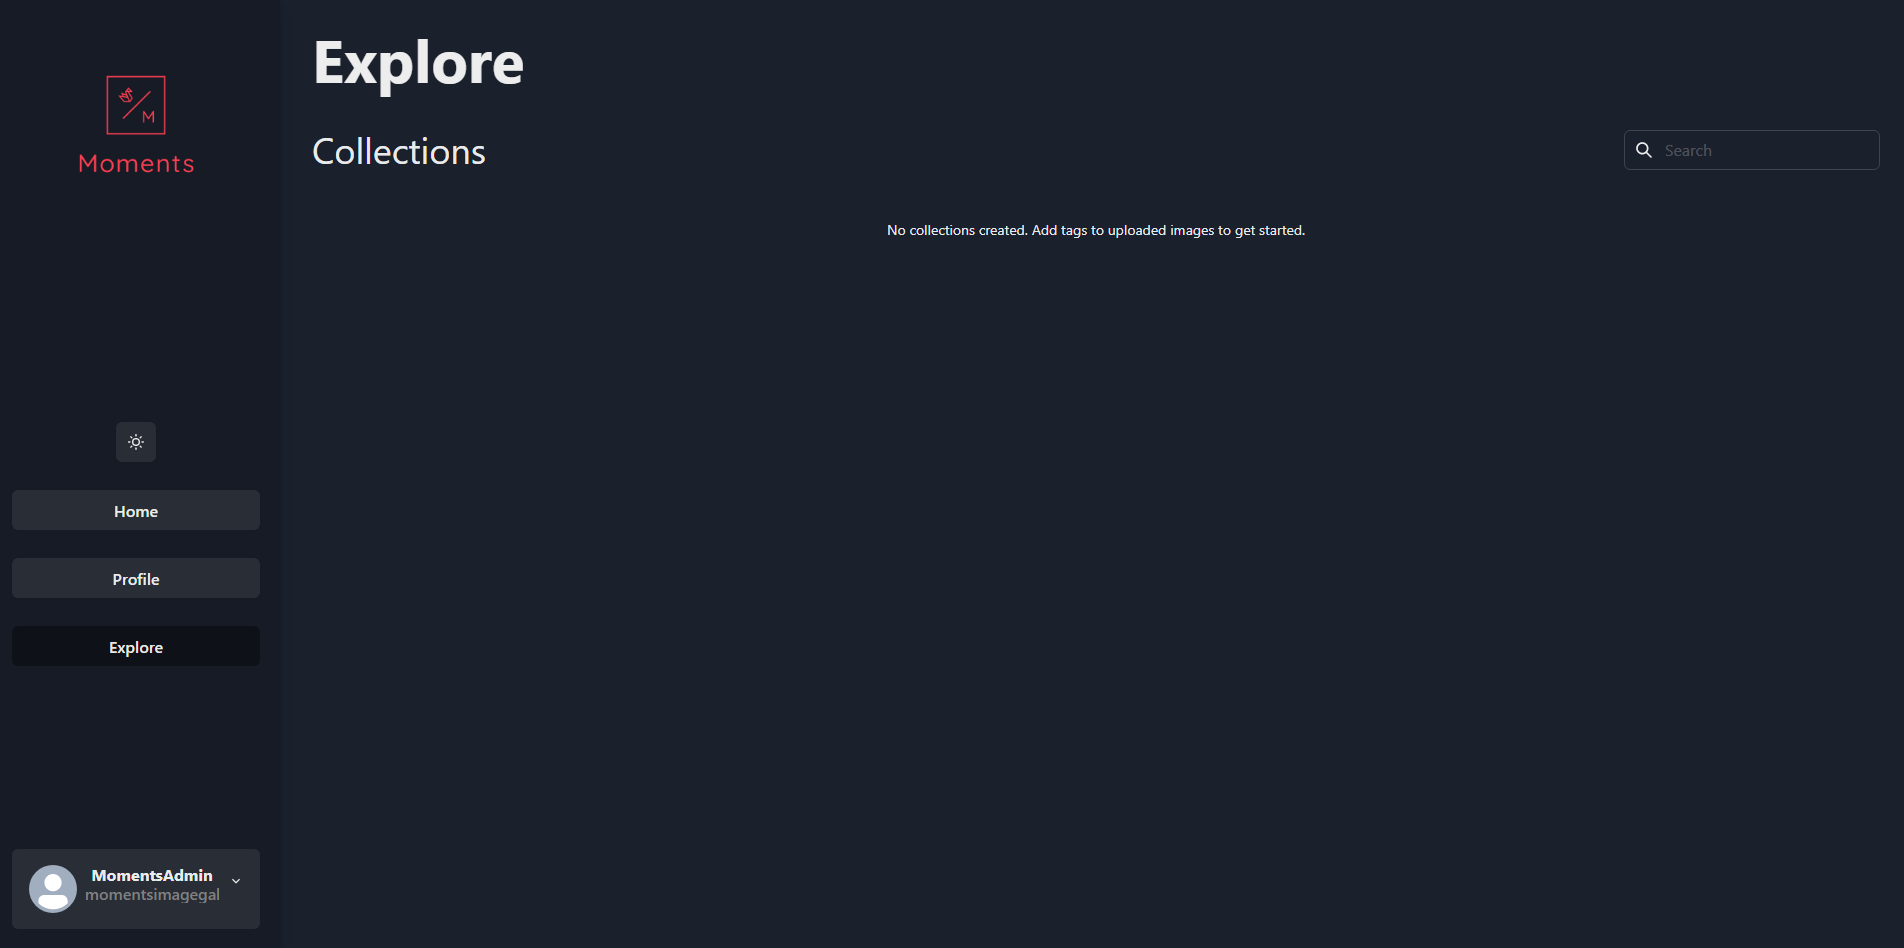 M
Moments
Home
Profile
Explore
MomentsAdmin
momentsimagegal
Explore
Collections
Search
No collections created. Add tags to uploaded images to get started.